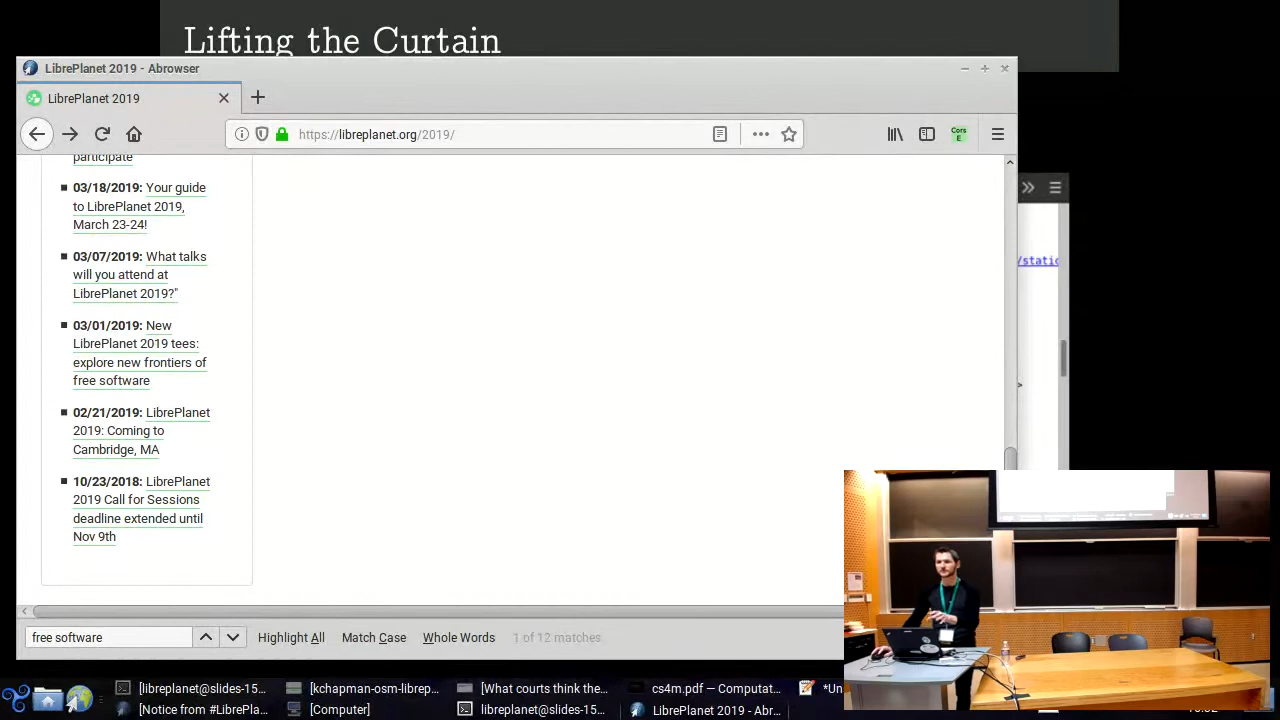 Lifting the Curtain
LibrePlanet 2019 - Abrowser
LibrePlanet 2019
https://libreplanet.org/2019/
Cors
E
participate
03/18/2019: Your guide
to LibrePlanet 2019,
March 23-24!
03/07/2019: What talks
will you attend at
LibrePlanet 2019?"
03/01/2019: New
LibrePlanet 2019 tees:
explore new frontiers of
free software
02/21/2019: LibrePlanet
2019: Coming to
Cambridge, MA
10/23/2018: LibrePlanet
2019 Call for Sessions
deadline extended until
Nov 9th
/static
>
free software
Highlight All
Match Case
Whole Words
1 of 12 matches
[libreplanet@slides-15...
[kchapman-osm-librep...
[What courts think the...
cs4m.pdf — Computat...
*Un
[Notice from #LibrePla...
[Computer]
libreplanet@slides-15...
LibrePlanet 2019 - Abr...